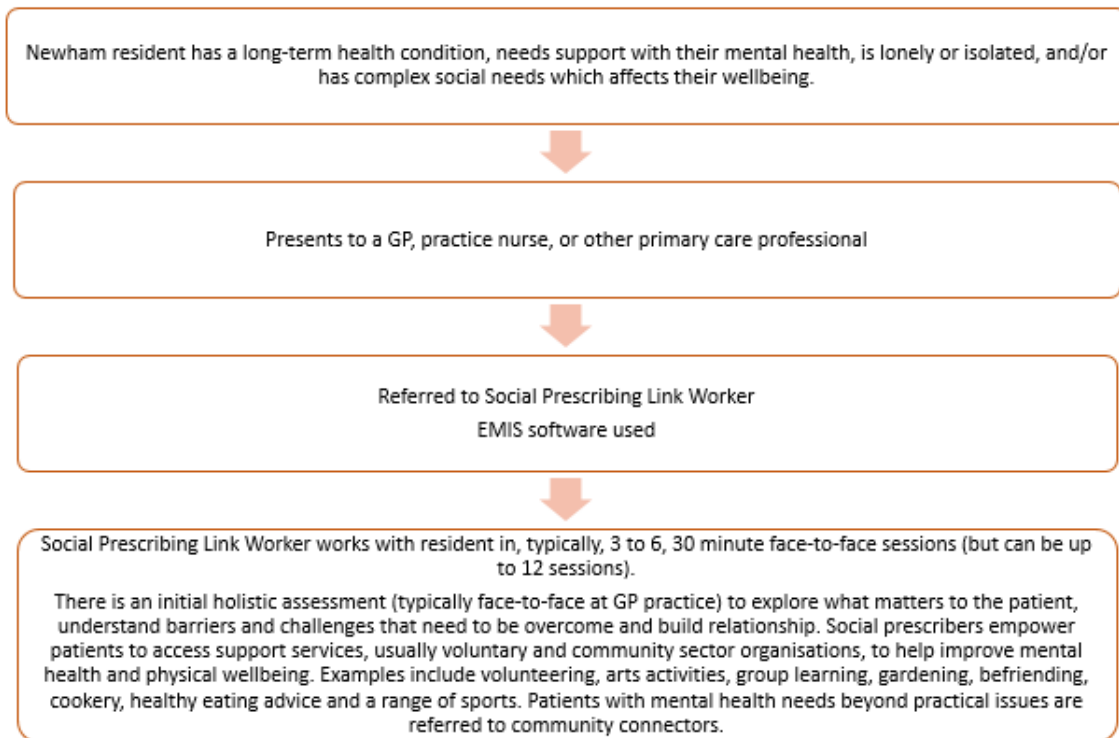 Newham resident has a long-term health condition, needs support with their mental health, is lonely or isolated, and/or
has complex social needs which affects their wellbeing.
Presents to a GP, practice nurse, or other primary care professional
Referred to Social Prescribing Link Worker
EMIS software used
Social Prescribing Link Worker works with resident in, typically, 3 to 6, 30 minute face-to-face sessions (but can be up
to 12 sessions).
There is an initial holistic assessment (typically face-to-face at GP practice) to explore what matters to the patient,
understand barriers and challenges that need to be overcome and build relationship. Social prescribers empower
patients to access support services, usually voluntary and community sector organisations, to help improve mental
health and physical wellbeing. Examples include volunteering, arts activities, group learning, gardening, befriending,
cookery, healthy eating advice and a range of sports. Patients with mental health needs beyond practical issues are
referred to community connectors.